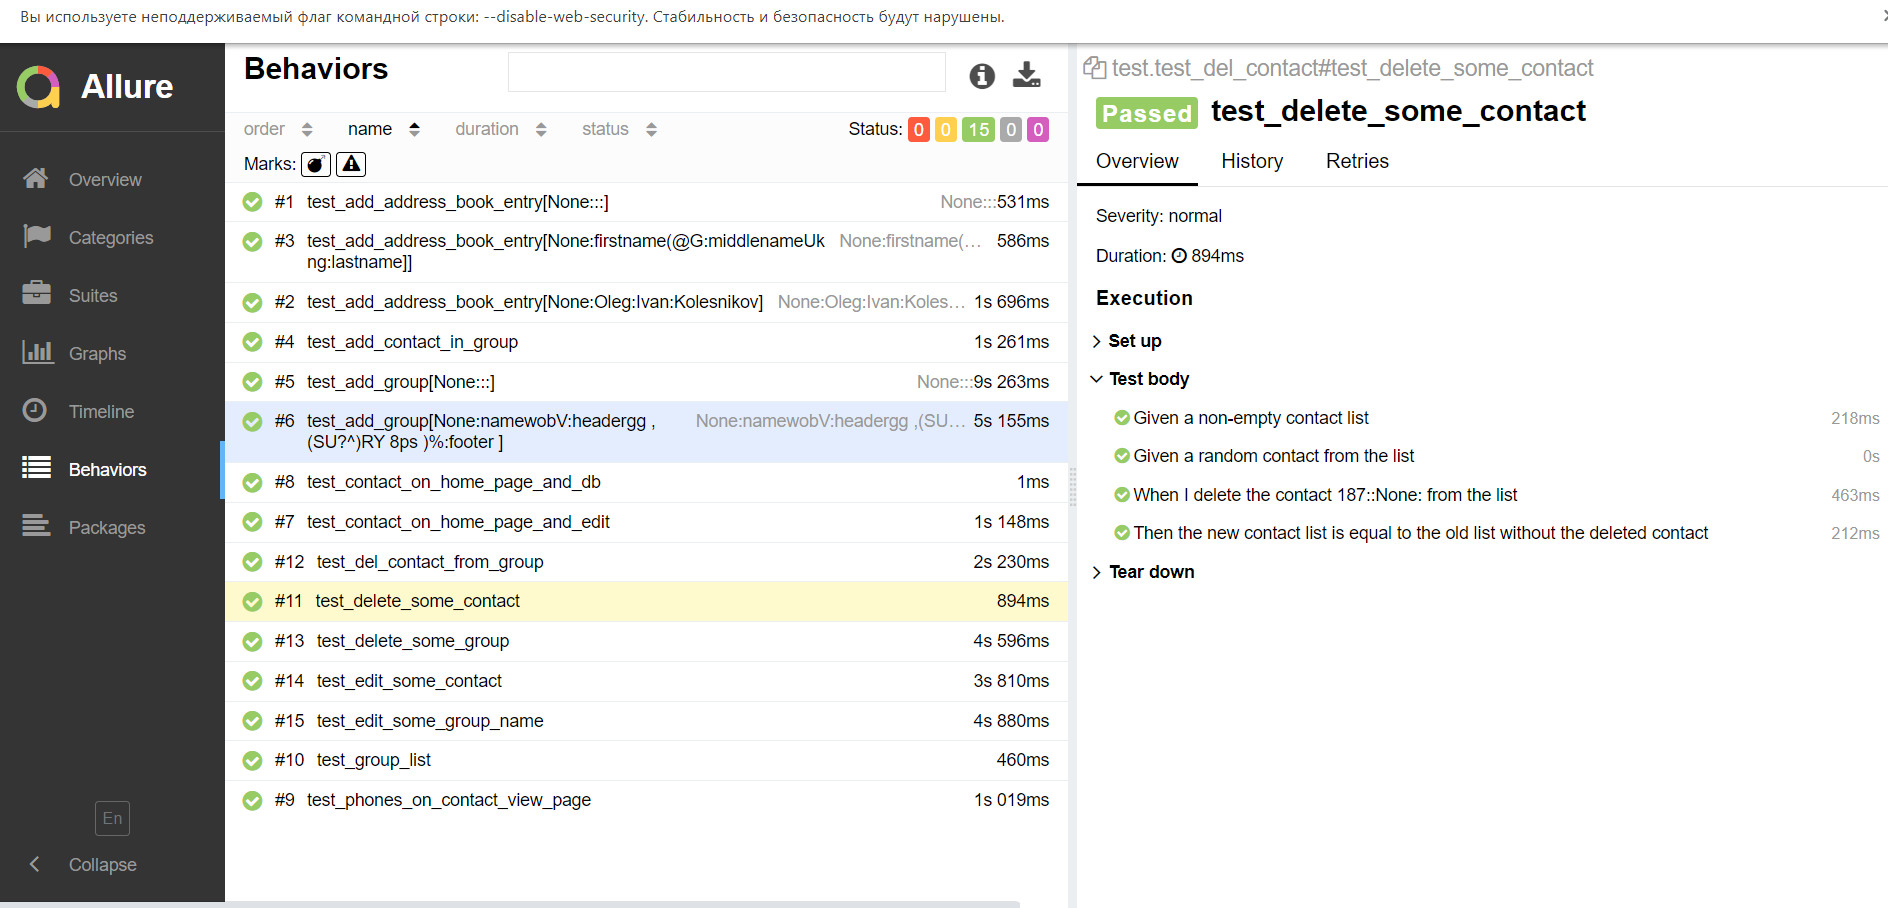 Вы используете неподдерживаемый флаг командной строки: --disable-web-security. Стабильность и безопасность будут нарушены.
Allure
Overview
Categories
Suites
Graphs
Timeline
Behaviors
Packages
En
Collapse
Behaviors
order name duration status Status: 0 0 15 0 0
Marks:
#1 test_add_address_book_entry[None:::] None:::531ms
#3 test_add_address_book_entry[None:firstname(@G:middlenameUk None:firstname(… 586ms
ng:lastname]]
#2 test_add_address_book_entry[None:Oleg:Ivan:Kolesnikov] None:Oleg:Ivan:Koles… 1s 696ms
#4 test_add_contact_in_group 1s 261ms
#5 test_add_group[None:::] None:::9s 263ms
#6 test_add_group[None:namewobV:headergg , None:namewobV:headergg ,(SU… 5s 155ms
(SU?^)RY 8ps )%:footer ]
#8 test_contact_on_home_page_and_db 1ms
#7 test_contact_on_home_page_and_edit 1s 148ms
#12 test_del_contact_from_group 2s 230ms
#11 test_delete_some_contact 894ms
#13 test_delete_some_group 4s 596ms
#14 test_edit_some_contact 3s 810ms
#15 test_edit_some_group_name 4s 880ms
#10 test_group_list 460ms
#9 test_phones_on_contact_view_page 1s 019ms
test.test_del_contact#test_delete_some_contact
Passed test_delete_some_contact
Overview History Retries
Severity: normal
Duration: 894ms
Execution
Set up
Test body
Given a non-empty contact list 218ms
Given a random contact from the list 0s
When I delete the contact 187::None: from the list 463ms
Then the new contact list is equal to the old list without the deleted contact 212ms
Tear down